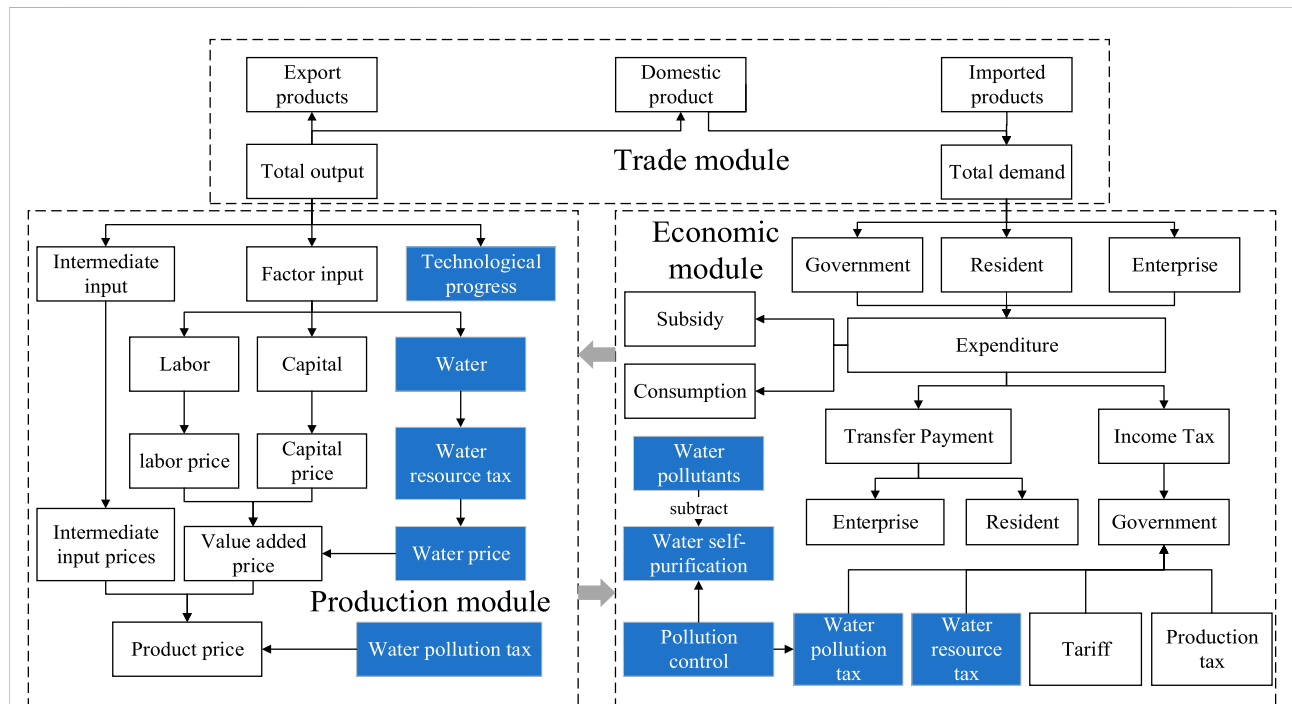 Export
products
Domestic
product
Imported
products
Total output
Trade module
Total demand
Intermediate
input
Factor input
Technological
progress
Labor
Capital
Water
labor price
Capital
price
Water
resource tax
Intermediate
input prices
Value added
price
Water price
Production module
Product price
Water pollution tax
Economic
module
Government
Resident
Enterprise
Subsidy
Expenditure
Consumption
Transfer Payment
Income Tax
Water
pollutants
subtract
Enterprise
Resident
Government
Water self-
purification
Pollution
control
Water
pollution
tax
Water
resource
tax
Tariff
Production
tax